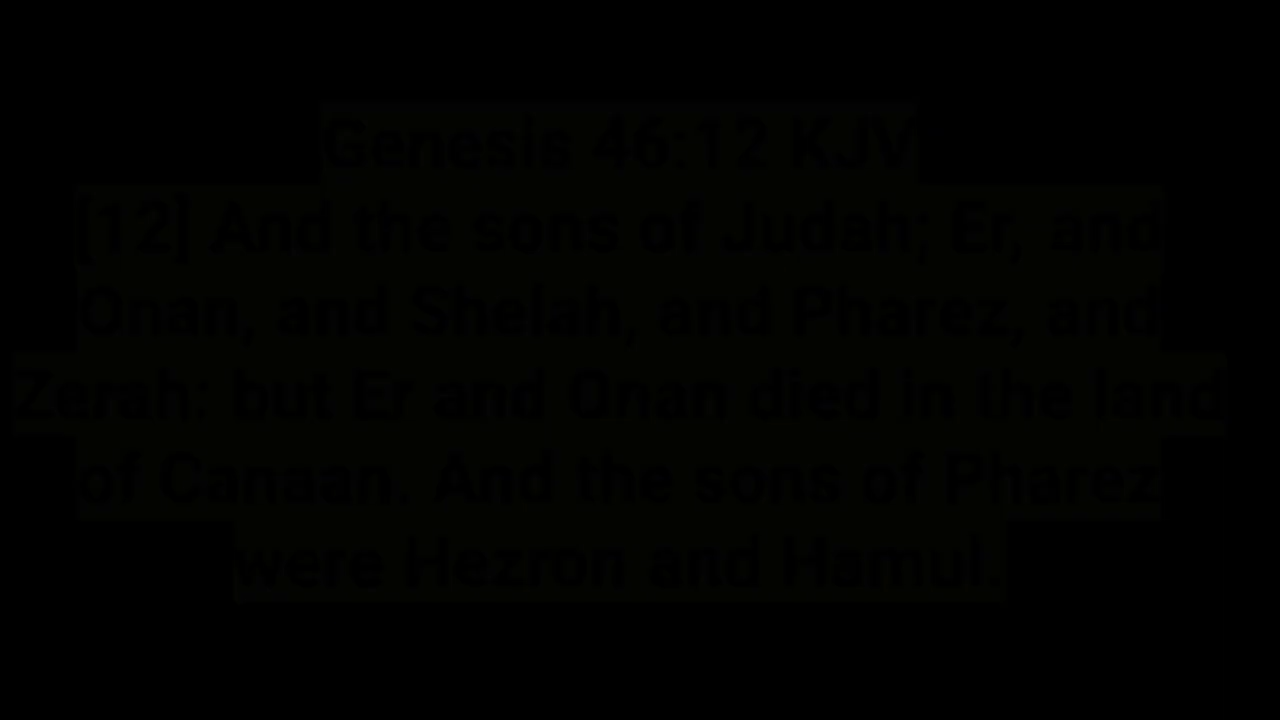 Genesis 46:12 KJV
[12] And the sons of Judah; Er, and
Onan, and Shelah, and Pharez, and
Zerah: but Er and Onan died in the land
of Canaan. And the sons of Pharez
were Hezron and Hamul.